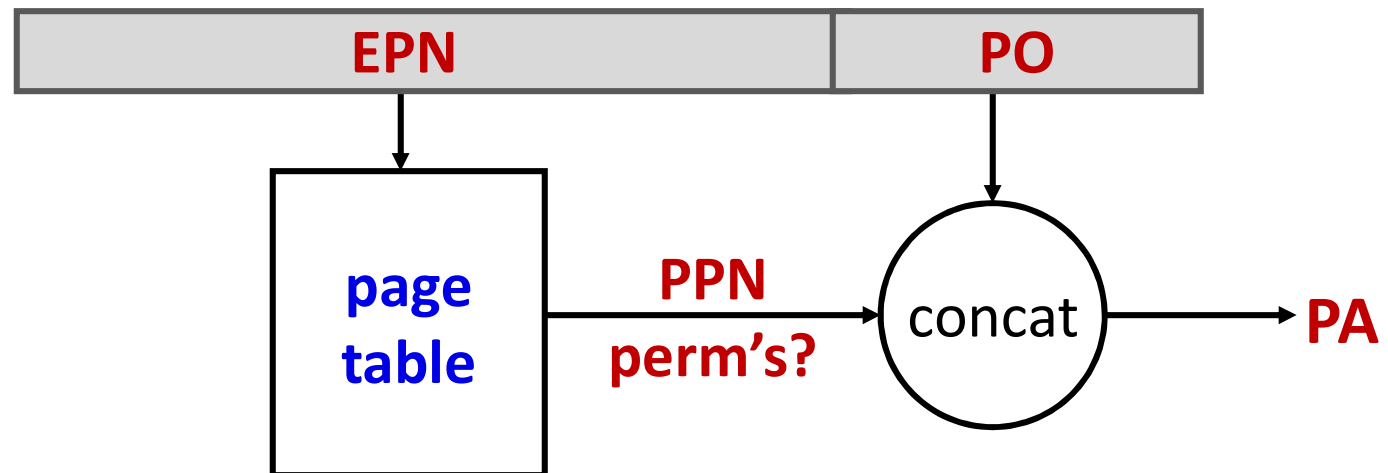 EPN
PO
page
table
PPN
perm's?
concat
PA